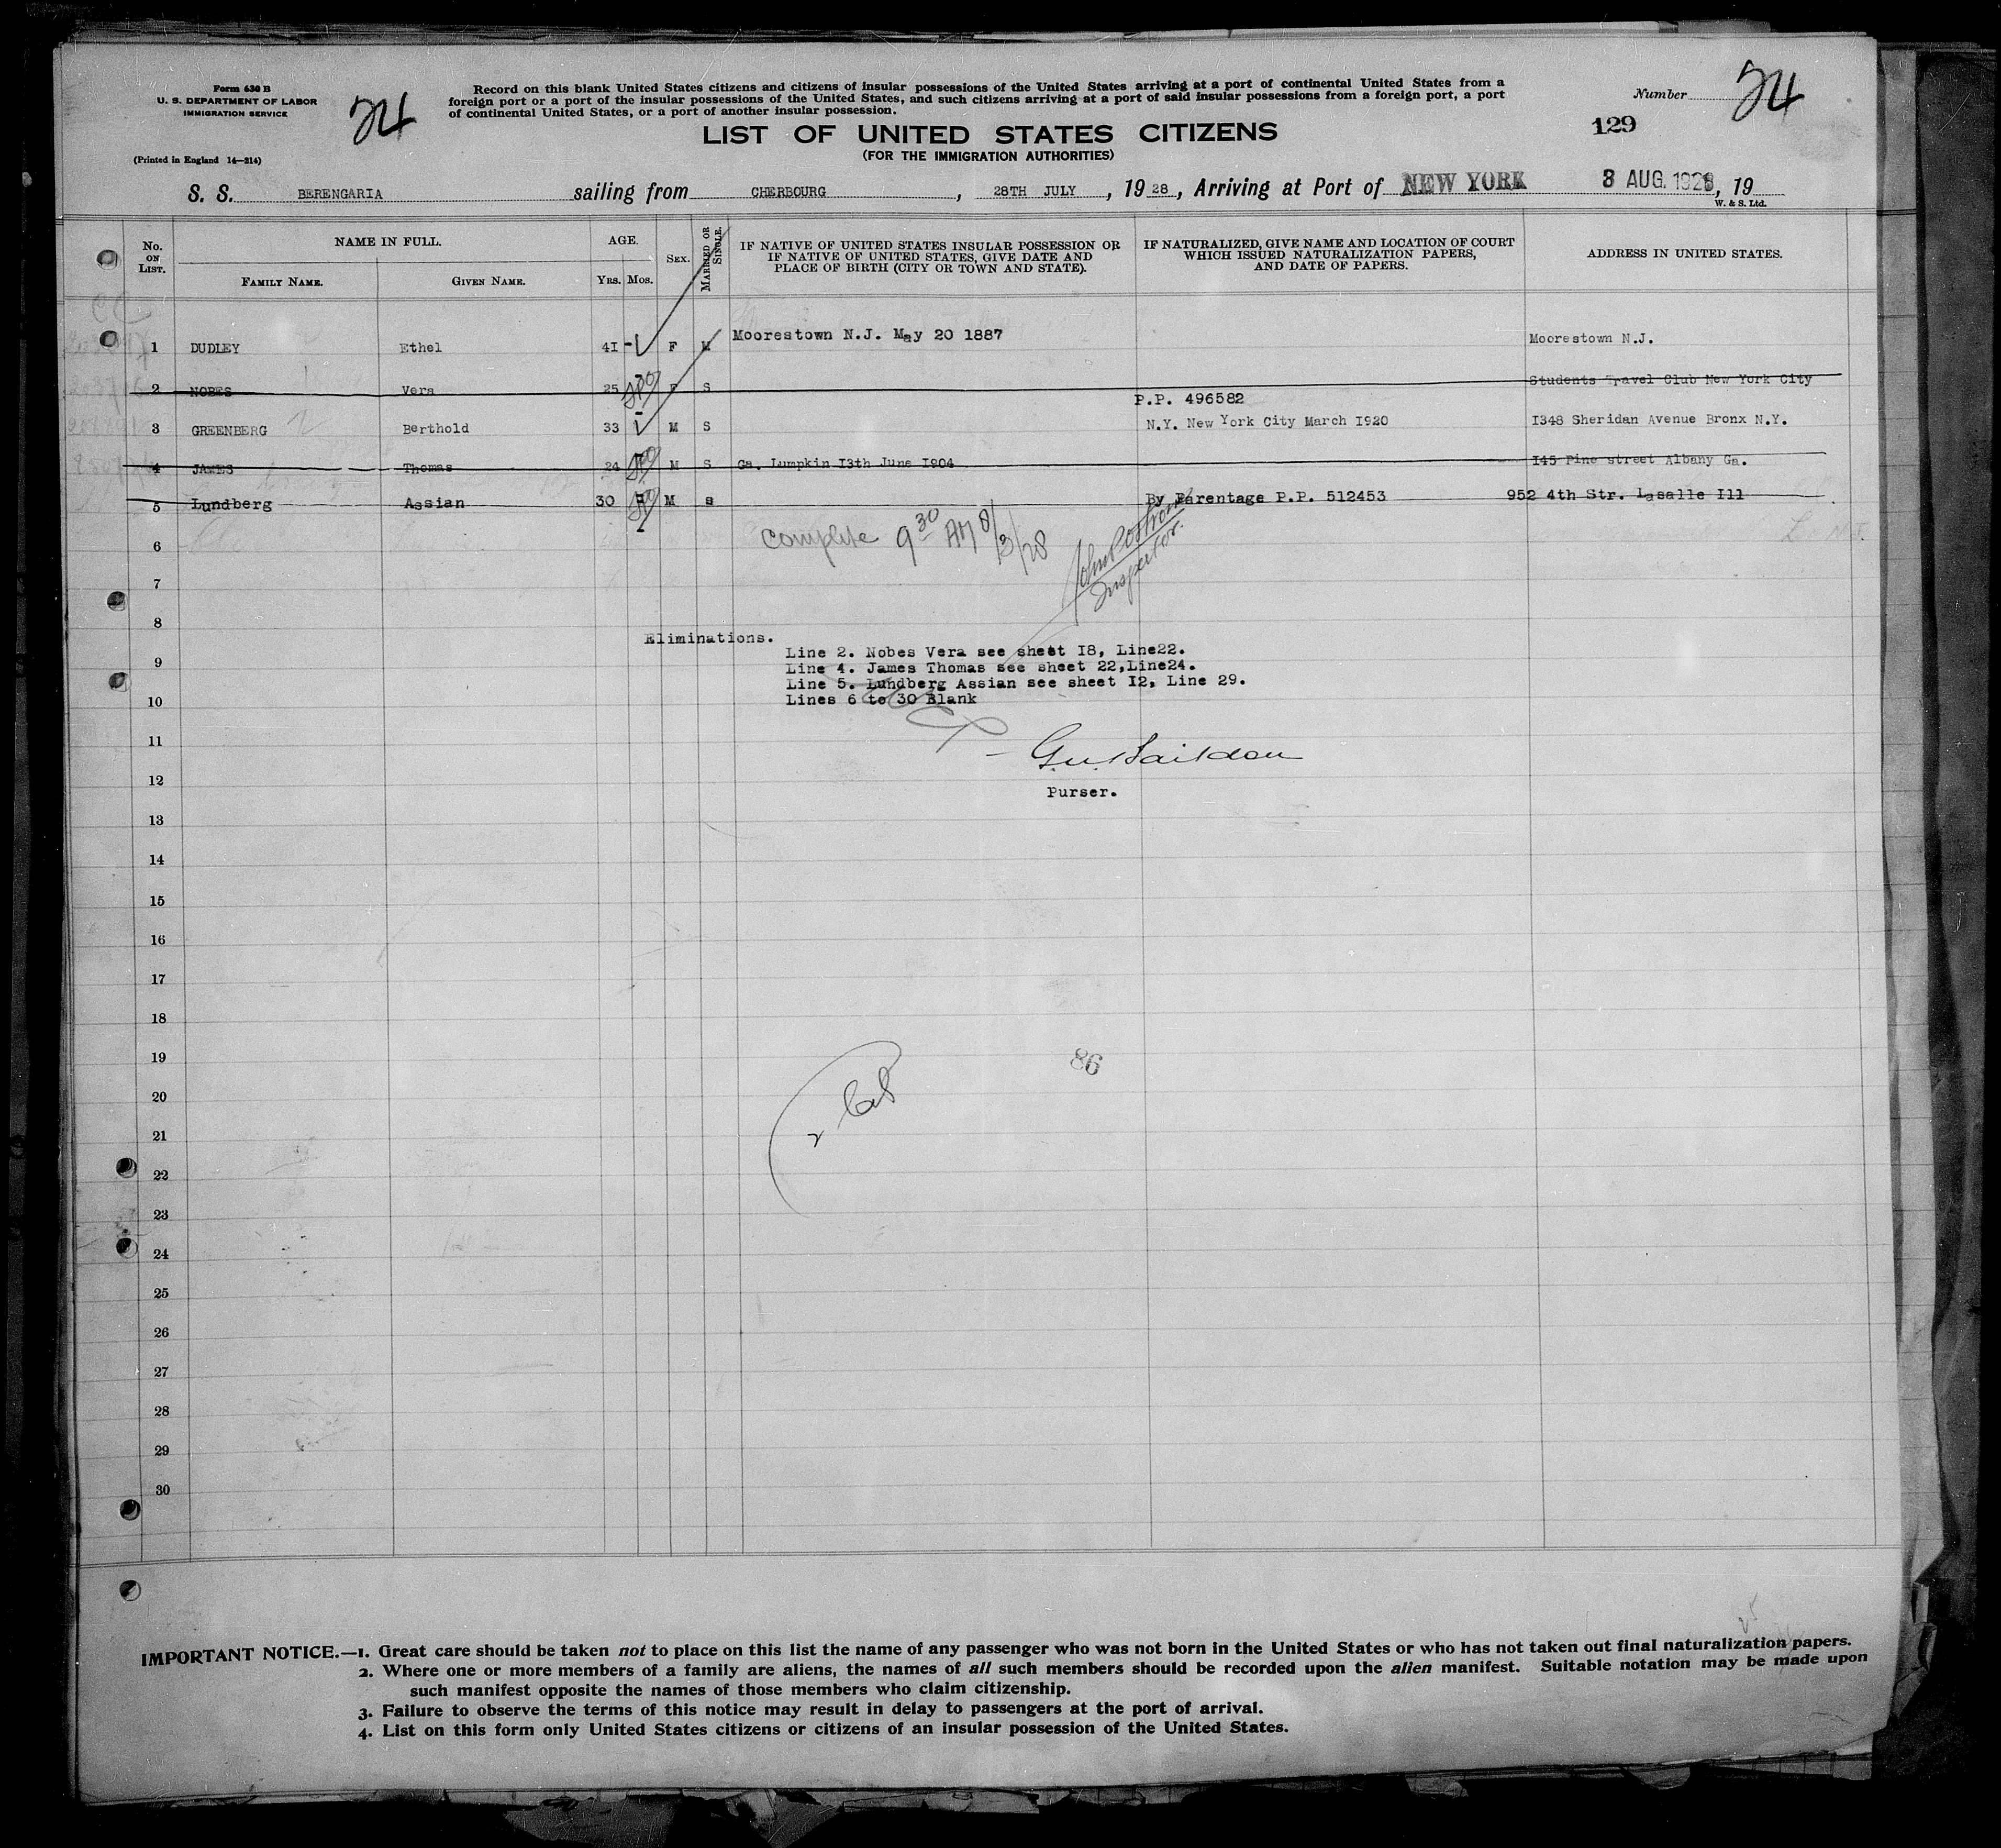 Form 630 B
U. S. DEPARTMENT OF LABOR
IMMIGRATION SERVICE
(Printed in England 14—214)
24
Record on this blank United States citizens and citizens of insular possessions of the United States arriving at a port of continental United States from a
foreign port or a port of the insular possessions of the United States, and such citizens arriving at a port of said insular possessions from a foreign port, a port
of continental United States, or a port of another insular possession.
Number 24
129
LIST OF UNITED STATES CITIZENS
(FOR THE IMMIGRATION AUTHORITIES)
S. S. BERENGARIA sailing from CHERBOURG, 28TH JULY, 19 28, Arriving at Port of NEW YORK 3 AUG. 1928, 19
W. & S. Ltd.
No. ON LIST.
NAME IN FULL.
FAMILY NAME.
GIVEN NAME.
AGE.
YRS. MOS.
SEX.
MARRIED OR SINGLE.
IF NATIVE OF UNITED STATES INSULAR POSSESSION OR
IF NATIVE OF UNITED STATES, GIVE DATE AND
PLACE OF BIRTH (CITY OR TOWN AND STATE).
IF NATURALIZED, GIVE NAME AND LOCATION OF COURT
WHICH ISSUED NATURALIZATION PAPERS,
AND DATE OF PAPERS.
ADDRESS IN UNITED STATES.
1 DUDLEY Ethel 41 - F M Moorestown N.J. May 20 1887 Moorestown N.J.
2 NOBES Vera 25 - F S Students Travel Club New York City
P.P. 496582
3 GREENBERG Berthold 33 - M S N.Y. New York City March 1920 1348 Sheridan Avenue Bronx N.Y.
4 JAMES Thomas 24 M S Ga. Lumpkin 13th June 1904 145 Pine street Albany Ga.
5 Lundberg Assian 30 M s By Parentage P.P. 512453 952 4th Str. Lasalle Ill
complete 9 30 AM 8/3/28
Inspector.
6
7
8
Eliminations.
Line 2. Nobes Vera see sheet 18, Line22.
9
Line 4. James Thomas see sheet 22,Line24.
Line 5. Lundberg Assian see sheet 12, Line 29.
10
Lines 6 to 30 Blank
11
12
Purser.
13
14
15
16
17
18
19
86
20
21
22
23
24
25
26
27
28
29
30
IMPORTANT NOTICE.—1. Great care should be taken not to place on this list the name of any passenger who was not born in the United States or who has not taken out final naturalization papers.
2. Where one or more members of a family are aliens, the names of all such members should be recorded upon the alien manifest. Suitable notation may be made upon
such manifest opposite the names of those members who claim citizenship.
3. Failure to observe the terms of this notice may result in delay to passengers at the port of arrival.
4. List on this form only United States citizens or citizens of an insular possession of the United States.